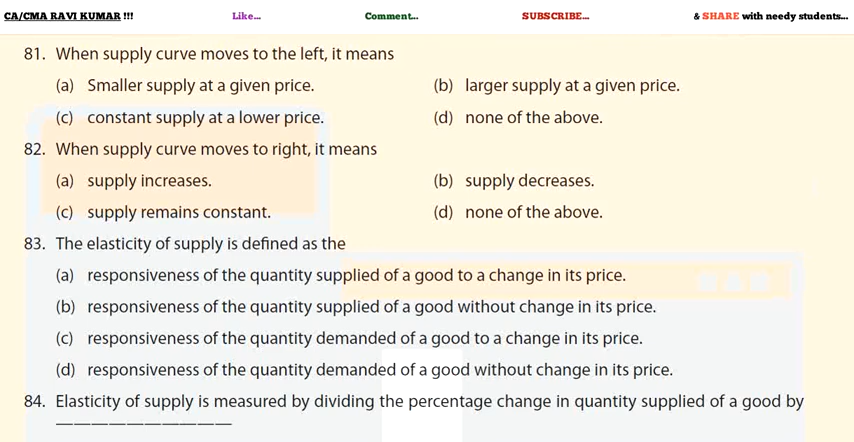 CA/CMA RAVI KUMAR !!! Like... Comment... SUBSCRIBE... & SHARE with needy students...
81. When supply curve moves to the left, it means
(a) Smaller supply at a given price. (b) larger supply at a given price.
(c) constant supply at a lower price. (d) none of the above.
82. When supply curve moves to right, it means
(a) supply increases. (b) supply decreases.
(c) supply remains constant. (d) none of the above.
83. The elasticity of supply is defined as the
(a) responsiveness of the quantity supplied of a good to a change in its price.
(b) responsiveness of the quantity supplied of a good without change in its price.
(c) responsiveness of the quantity demanded of a good to a change in its price.
(d) responsiveness of the quantity demanded of a good without change in its price.
84. Elasticity of supply is measured by dividing the percentage change in quantity supplied of a good by
——————————